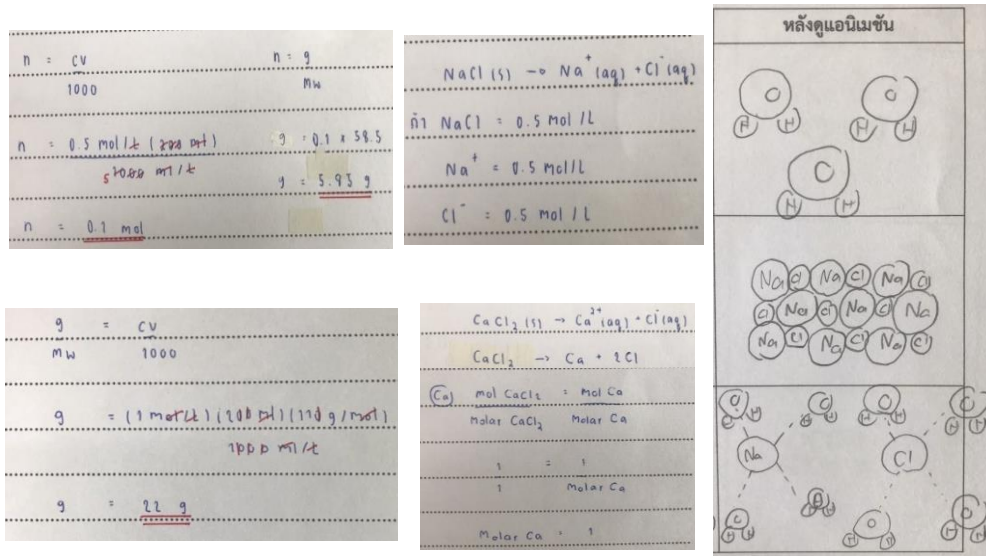 n = CV
1000
n = g
MW
n = 0.5 mol/L (200 ml)
5 1000 ml/L
n = 0.1 mol
g = 0.1 x 58.5
g = 5.85 g
NaCl (s) → Na⁺ (aq) + Cl⁻ (aq)
ถ้า NaCl = 0.5 mol/L
Na⁺ = 0.5 mol/L
Cl⁻ = 0.5 mol/L
g = CV
MW 1000
g = (1 mol/L)(200 ml)(110 g/mol)
1000 ml/L
g = 22 g
CaCl₂ (s) → Ca²⁺ (aq) + Cl⁻ (aq)
CaCl₂ → Ca + 2Cl
Ca mol CaCl₂ = Mol Ca
Molar CaCl₂ Molar Ca
1 = 1
1 Molar Ca
Molar Ca = 1
หลังดูแอนิเมชัน
O O
H H H H
O
H H
Na Cl Na Cl Na Cl
Cl Na Cl Na Cl Na
Na Cl Na Cl Na Cl
O O O O
H H H H H H H H
Na Cl
O H H O H H
O O
H H H H